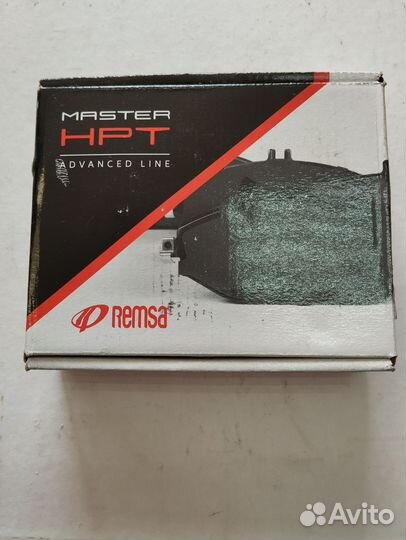 MASTER
HPT
ADVANCED LINE
Remsa
Avito